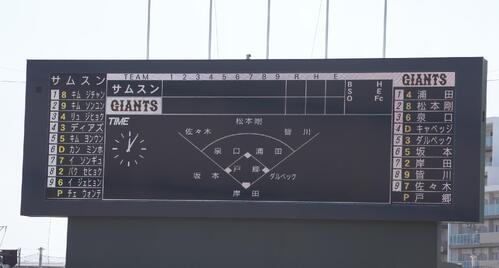 サムスン
1 8 キム ジチャン
2 9 キム ソンユン
3 4 リュ ジヒョク
4 3 ディアズ
5 5 キム ヨンウン
6 D カン ミンホ
7 7 イ ソンギュ
8 2 パク セヒョク
9 6 イ ジェヒョン
P チェ ウォンテ
TEAM 1 2 3 4 5 6 7 8 9 R H E
サムスン
GIANTS
B H
S E
O Fc
TIME
松本剛
佐々木 皆川
泉口 浦田
坂本 戸郷 ダルベック
岸田
GIANTS
1 4 浦田
2 8 松本剛
3 6 泉口
4 D キャベッジ
5 3 ダルベック
6 5 坂本
7 2 岸田
8 9 皆川
9 7 佐々木
P 戸郷